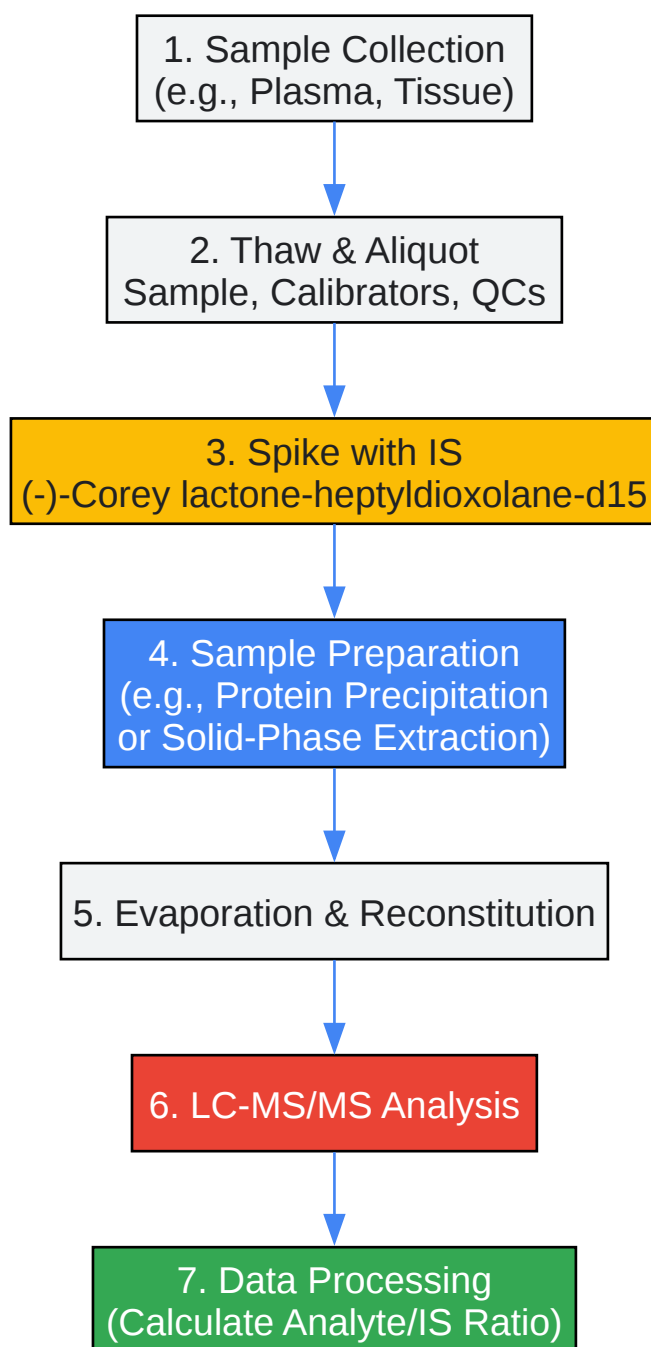 1. Sample Collection
(e.g., Plasma, Tissue)
2. Thaw & Aliquot
Sample, Calibrators, QCs
3. Spike with IS
(-)-Corey lactone-heptyldioxolane-d15
4. Sample Preparation
(e.g., Protein Precipitation
or Solid-Phase Extraction)
5. Evaporation & Reconstitution
6. LC-MS/MS Analysis
7. Data Processing
(Calculate Analyte/IS Ratio)